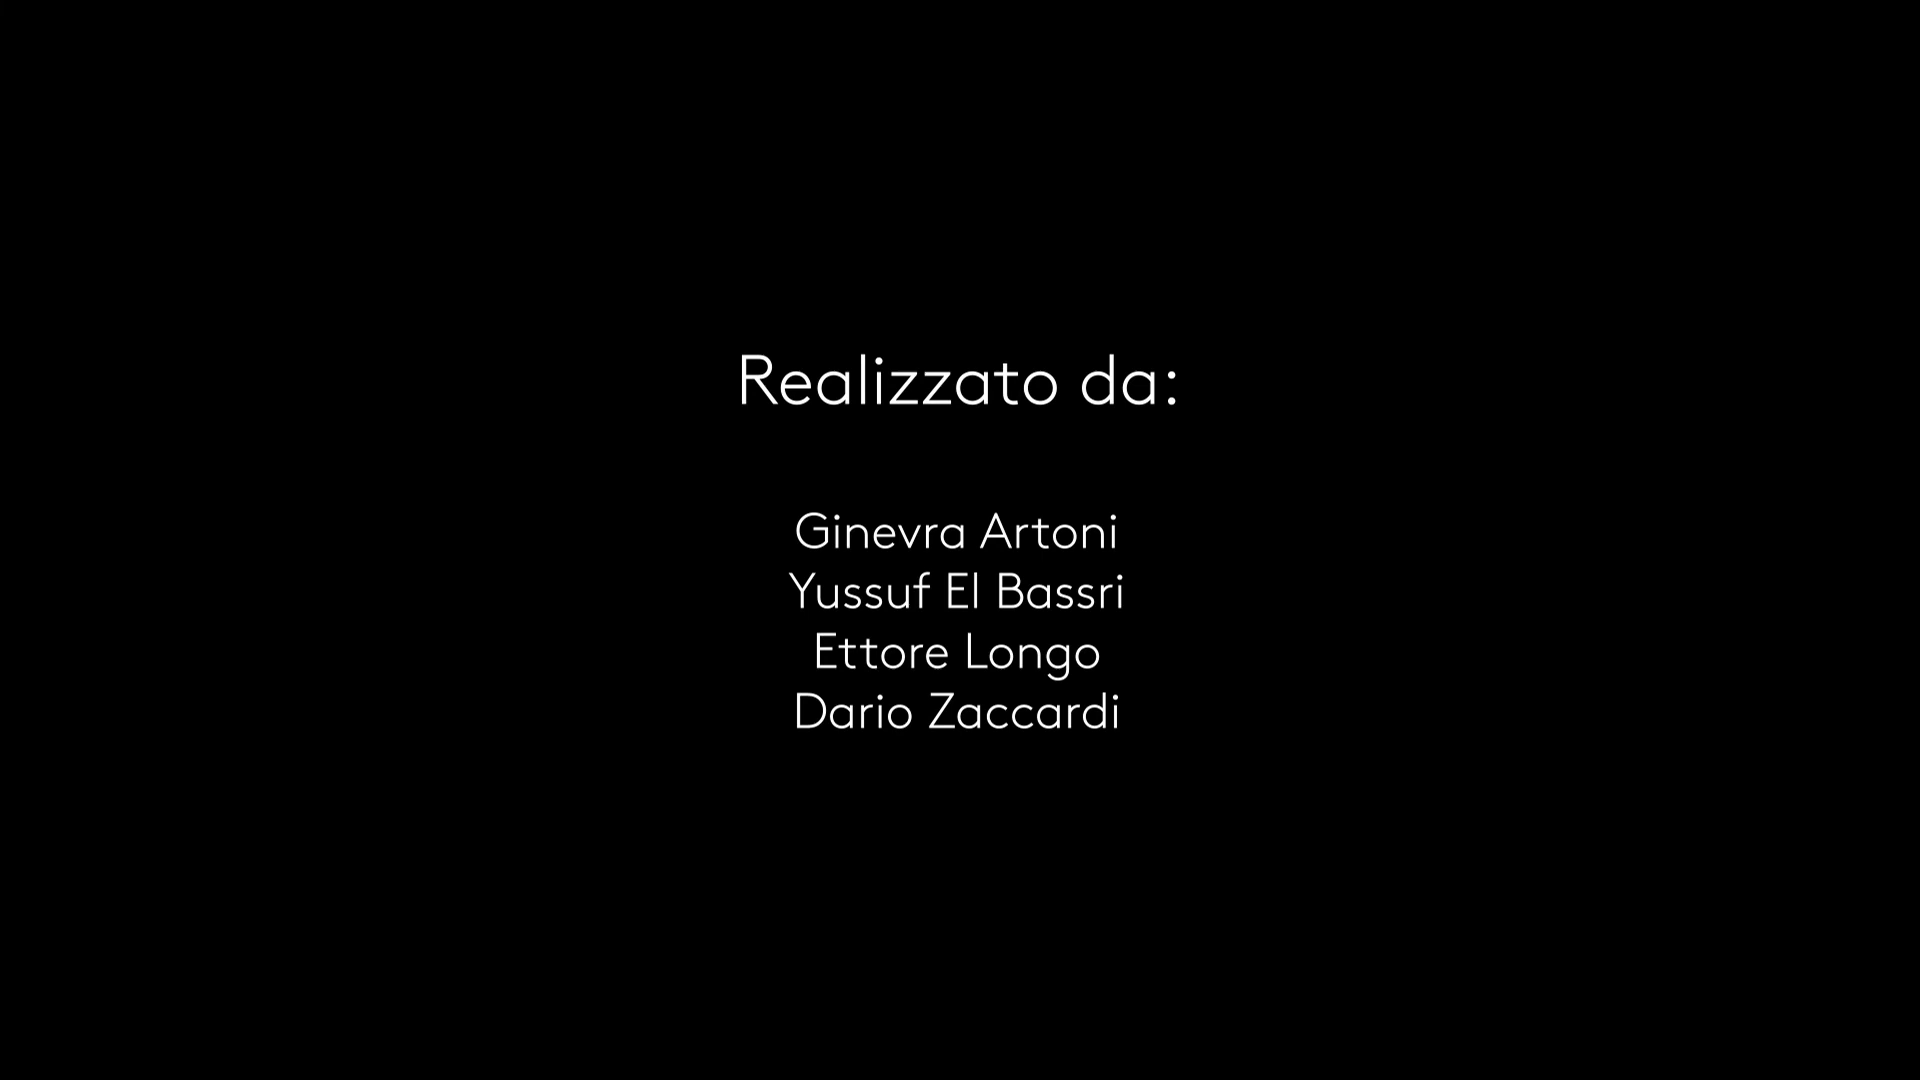 Realizzato da:
Ginevra Artoni
Yussuf El Bassri
Ettore Longo
Dario Zaccardi